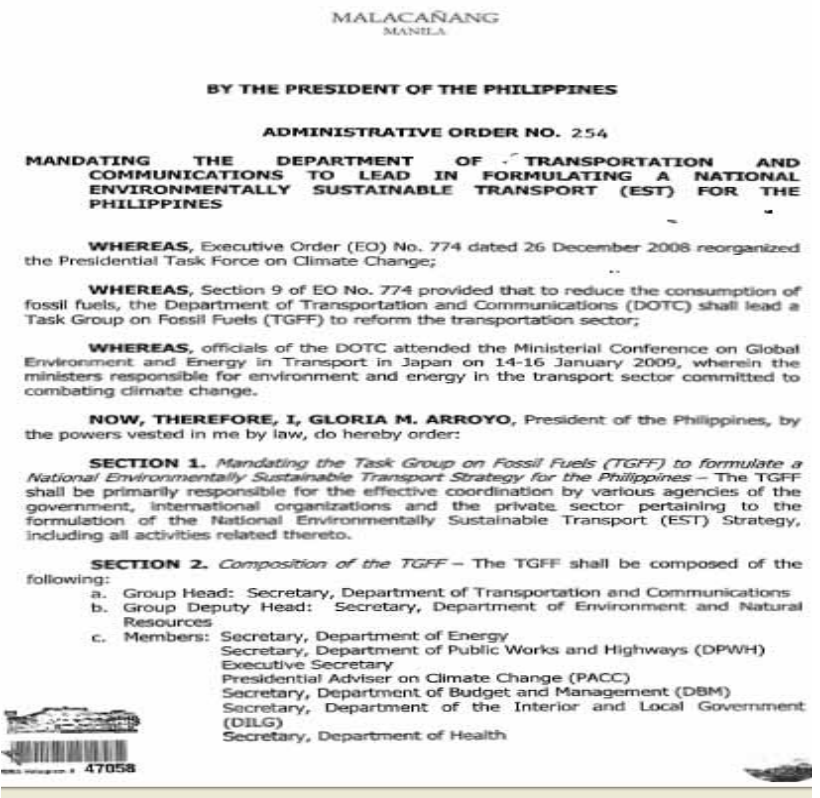 MALACAÑANG
MANILA
BY THE PRESIDENT OF THE PHILIPPINES
ADMINISTRATIVE ORDER NO. 254
MANDATING THE DEPARTMENT OF TRANSPORTATION AND
COMMUNICATIONS TO LEAD IN FORMULATING A NATIONAL
ENVIRONMENTALLY SUSTAINABLE TRANSPORT (EST) FOR THE
PHILIPPINES
WHEREAS, Executive Order (EO) No. 774 dated 26 December 2008 reorganized
the Presidential Task Force on Climate Change;
WHEREAS, Section 9 of EO No. 774 provided that to reduce the consumption of
fossil fuels, the Department of Transportation and Communications (DOTC) shall lead a
Task Group on Fossil Fuels (TGFF) to reform the transportation sector;
WHEREAS, officials of the DOTC attended the Ministerial Conference on Global
Environment and Energy in Transport in Japan on 14-16 January 2009, wherein the
ministers responsible for environment and energy in the transport sector committed to
combating climate change.
NOW, THEREFORE, I, GLORIA M. ARROYO, President of the Philippines, by
the powers vested in me by law, do hereby order:
SECTION 1. Mandating the Task Group on Fossil Fuels (TGFF) to formulate a
National Environmentally Sustainable Transport Strategy for the Philippines – The TGFF
shall be primarily responsible for the effective coordination by various agencies of the
government, international organizations and the private sector pertaining to the
formulation of the National Environmentally Sustainable Transport (EST) Strategy,
including all activities related thereto.
SECTION 2. Composition of the TGFF – The TGFF shall be composed of the
following:
a. Group Head: Secretary, Department of Transportation and Communications
b. Group Deputy Head: Secretary, Department of Environment and Natural
Resources
c. Members: Secretary, Department of Energy
Secretary, Department of Public Works and Highways (DPWH)
Executive Secretary
Presidential Adviser on Climate Change (PACC)
Secretary, Department of Budget and Management (DBM)
Secretary, Department of the Interior and Local Government
(DILG)
Secretary, Department of Health
47058